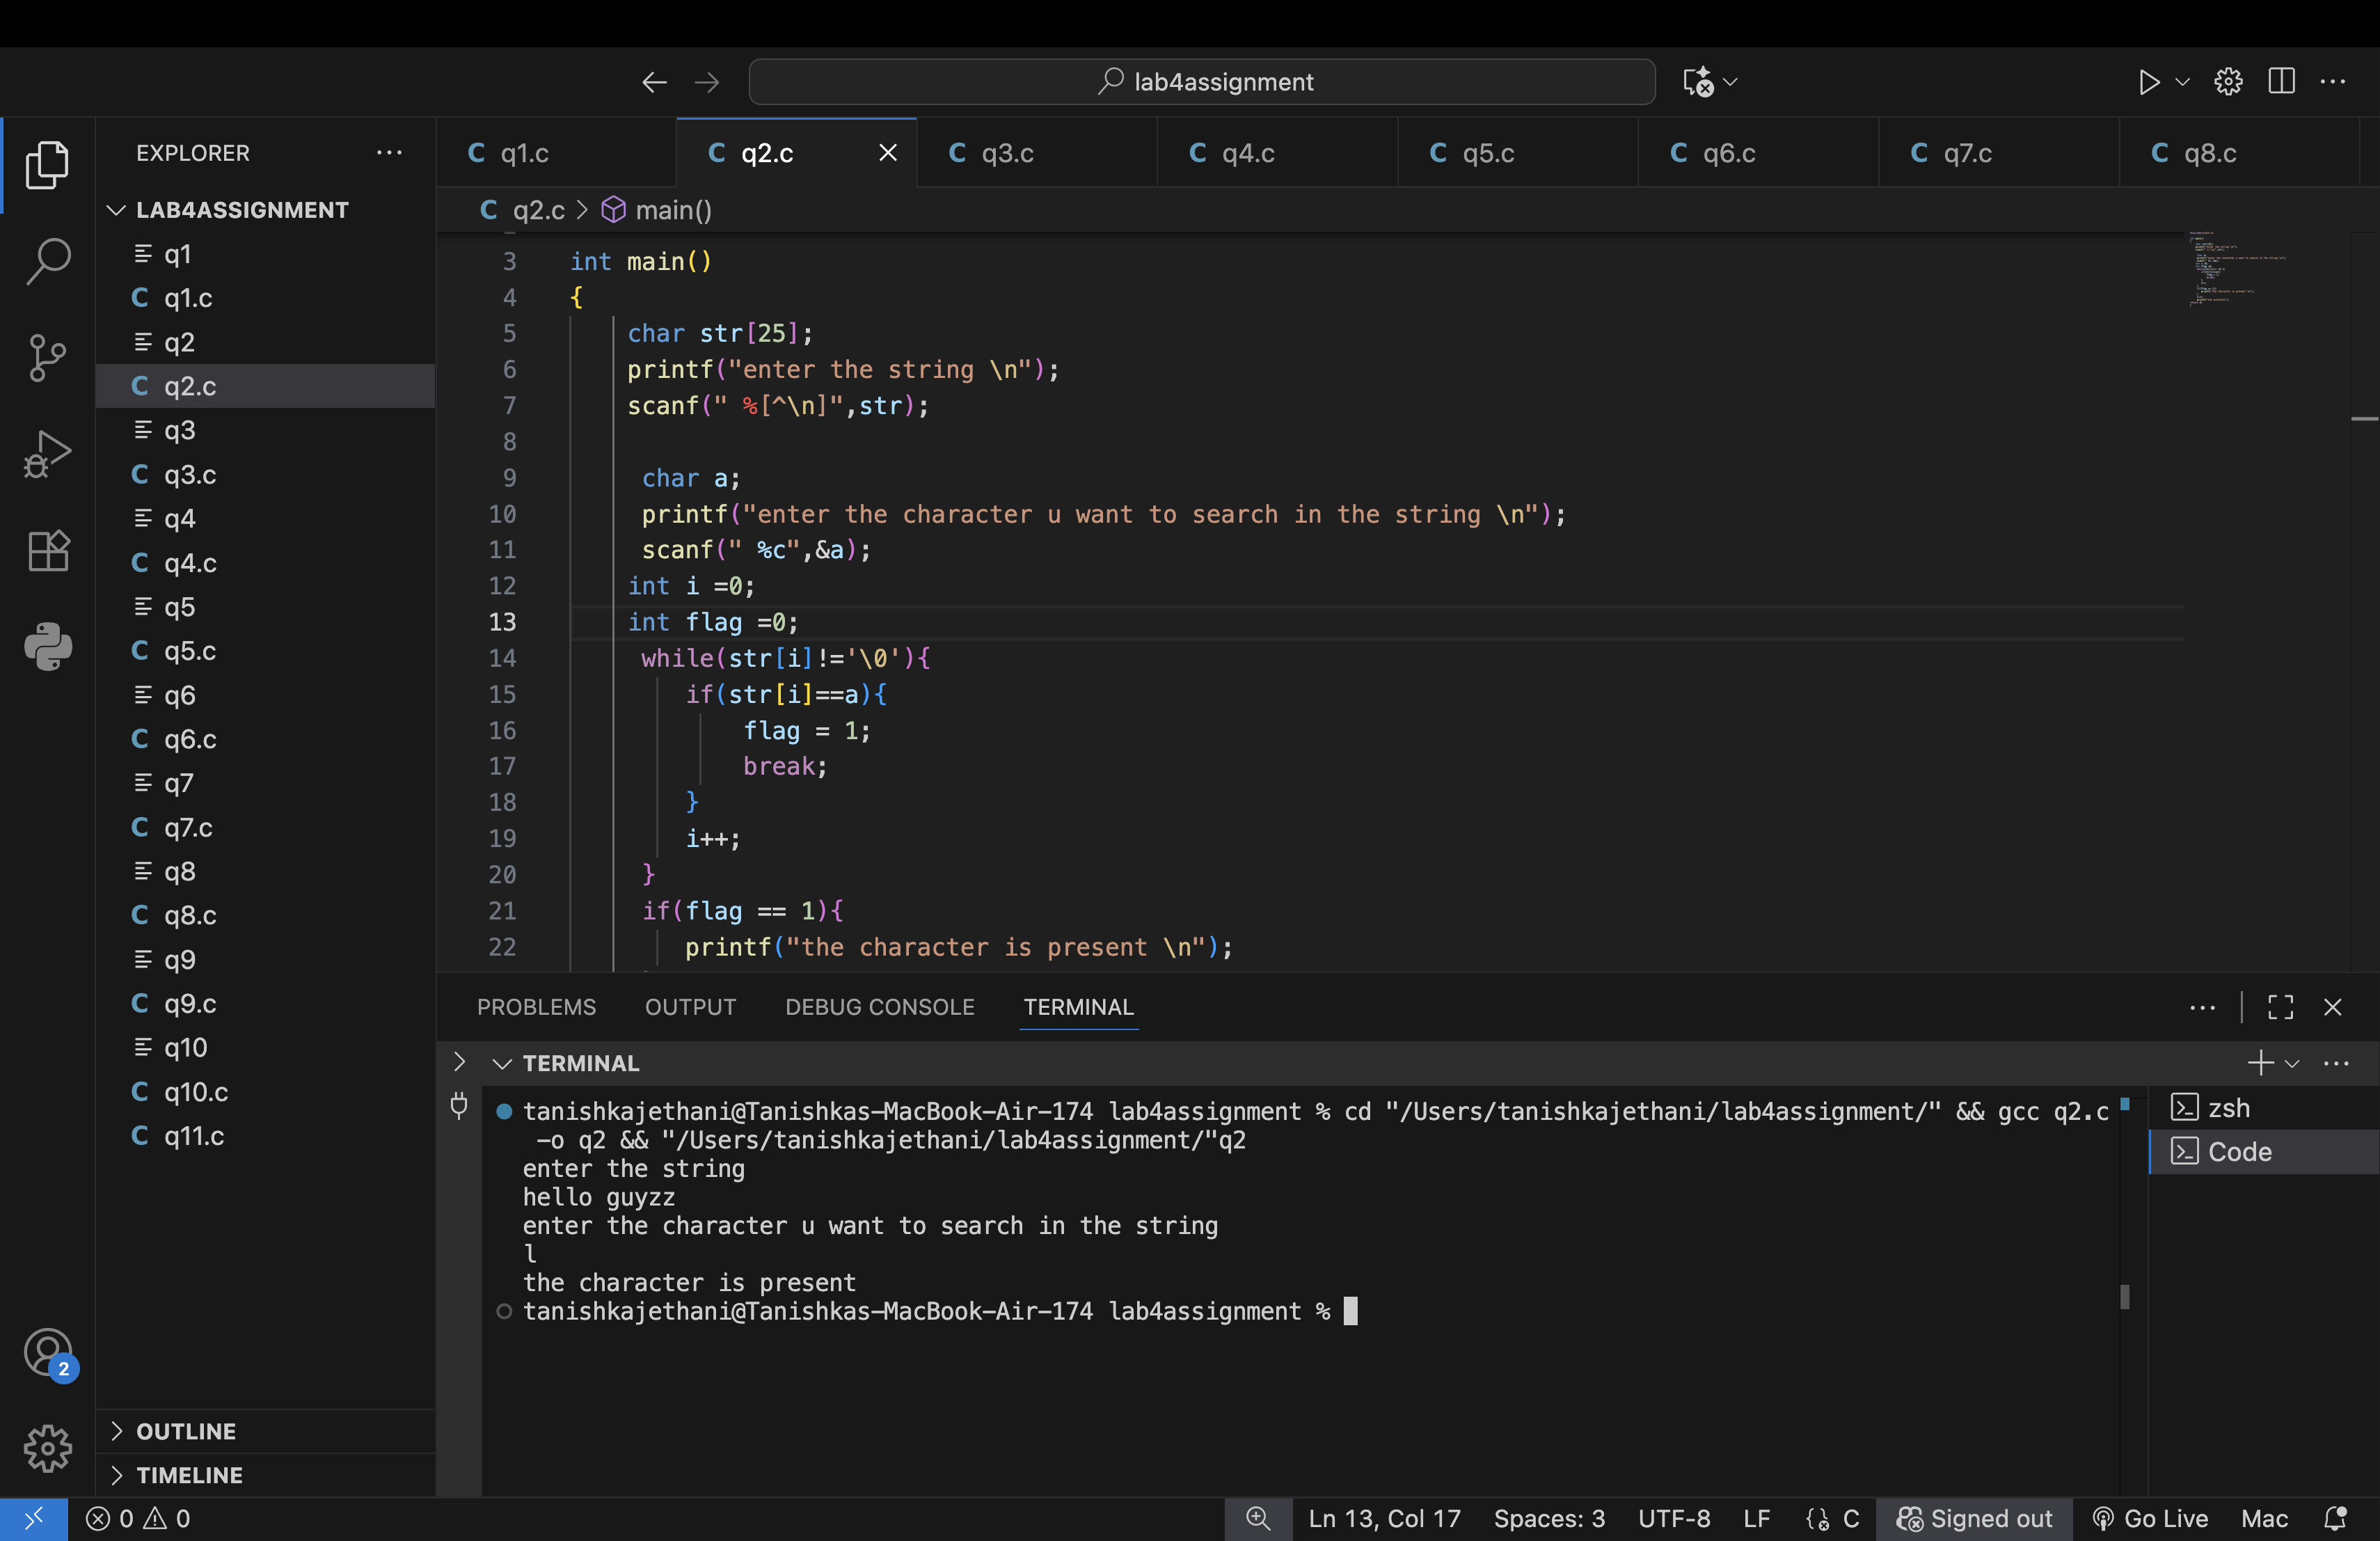 lab4assignment
EXPLORER
LAB4ASSIGNMENT
q1
C q1.c
q2
C q2.c
q3
C q3.c
q4
C q4.c
q5
C q5.c
q6
C q6.c
q7
C q7.c
q8
C q8.c
q9
C q9.c
q10
C q10.c
C q11.c
OUTLINE
TIMELINE
C q1.c C q2.c C q3.c C q4.c C q5.c C q6.c C q7.c C q8.c
C q2.c > main()
3 int main()
4 {
5 char str[25];
6 printf("enter the string \n");
7 scanf(" %[^\n]",str);
8
9 char a;
10 printf("enter the character u want to search in the string \n");
11 scanf(" %c",&a);
12 int i =0;
13 int flag =0;
14 while(str[i]!='\0'){
15 if(str[i]==a){
16 flag = 1;
17 break;
18 }
19 i++;
20 }
21 if(flag == 1){
22 printf("the character is present \n");
PROBLEMS OUTPUT DEBUG CONSOLE TERMINAL
TERMINAL
tanishkajethani@Tanishkas-MacBook-Air-174 lab4assignment % cd "/Users/tanishkajethani/lab4assignment/" && gcc q2.c
-o q2 && "/Users/tanishkajethani/lab4assignment/"q2
enter the string
hello guyzz
enter the character u want to search in the string
l
the character is present
tanishkajethani@Tanishkas-MacBook-Air-174 lab4assignment %
zsh
Code
2
0 0 Ln 13, Col 17 Spaces: 3 UTF-8 LF C Signed out Go Live Mac